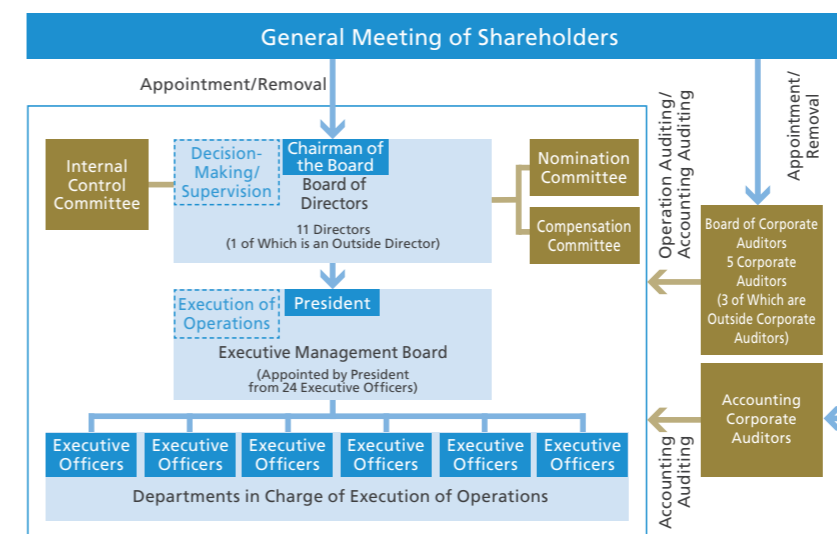 General Meeting of Shareholders
Appointment/Removal
Appointment/
Removal
Operation Auditing/
Accounting Auditing
Internal
Control
Committee
Decision-
Making/
Supervision
Chairman of
the Board
Board of
Directors
11 Directors
(1 of Which is an Outside Director)
Nomination
Committee
Compensation
Committee
Board of Corporate
Auditors
5 Corporate
Auditors
(3 of Which are
Outside Corporate
Auditors)
Execution of
Operations
President
Executive Management Board
(Appointed by President
from 24 Executive Officers)
Accounting
Corporate
Auditors
Accounting
Auditing
Executive
Officers
Executive
Officers
Executive
Officers
Executive
Officers
Executive
Officers
Executive
Officers
Departments in Charge of Execution of Operations